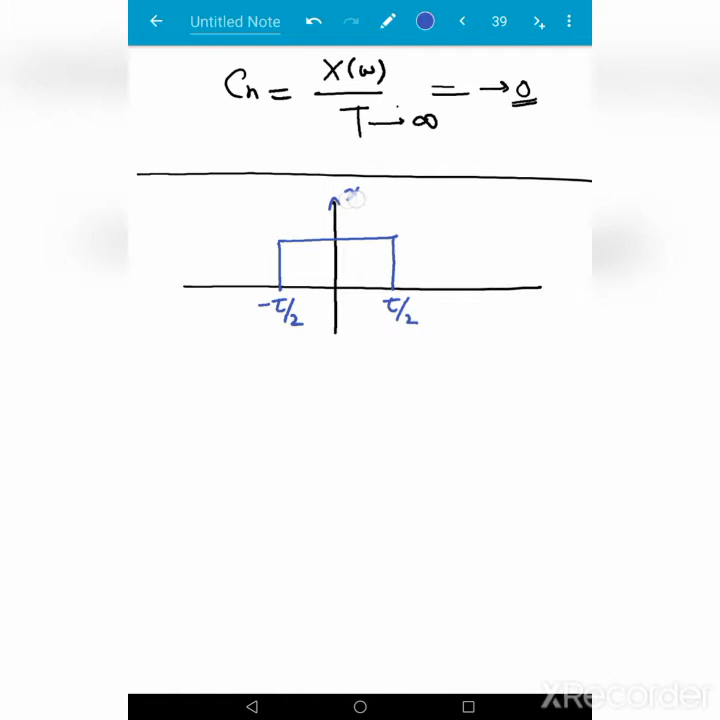 Untitled Note
39
Cn = X(ω) / T→∞ = →0
x
-τ/2 τ/2
XRecorder